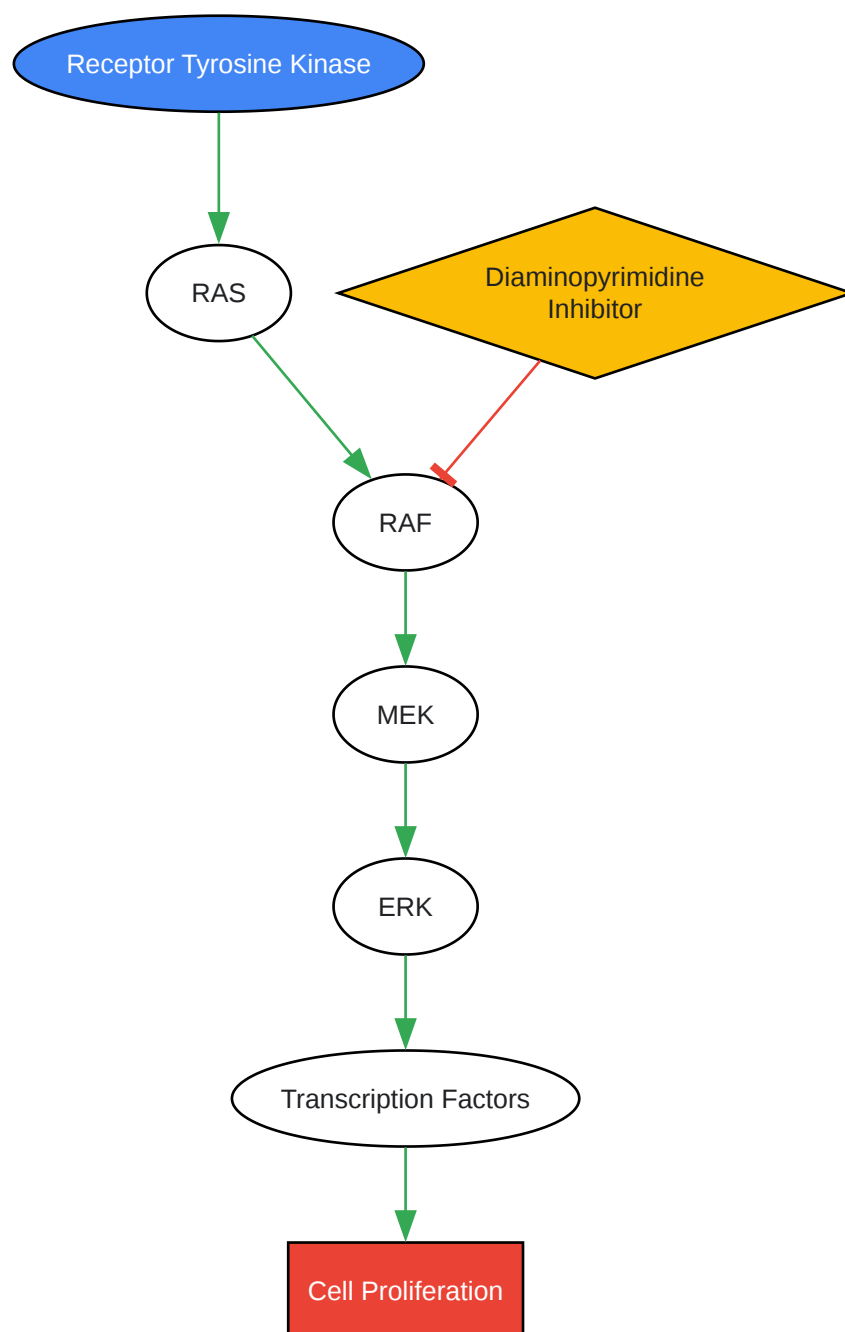 Receptor Tyrosine Kinase
RAS
Diaminopyrimidine
Inhibitor
RAF
MEK
ERK
Transcription Factors
Cell Proliferation